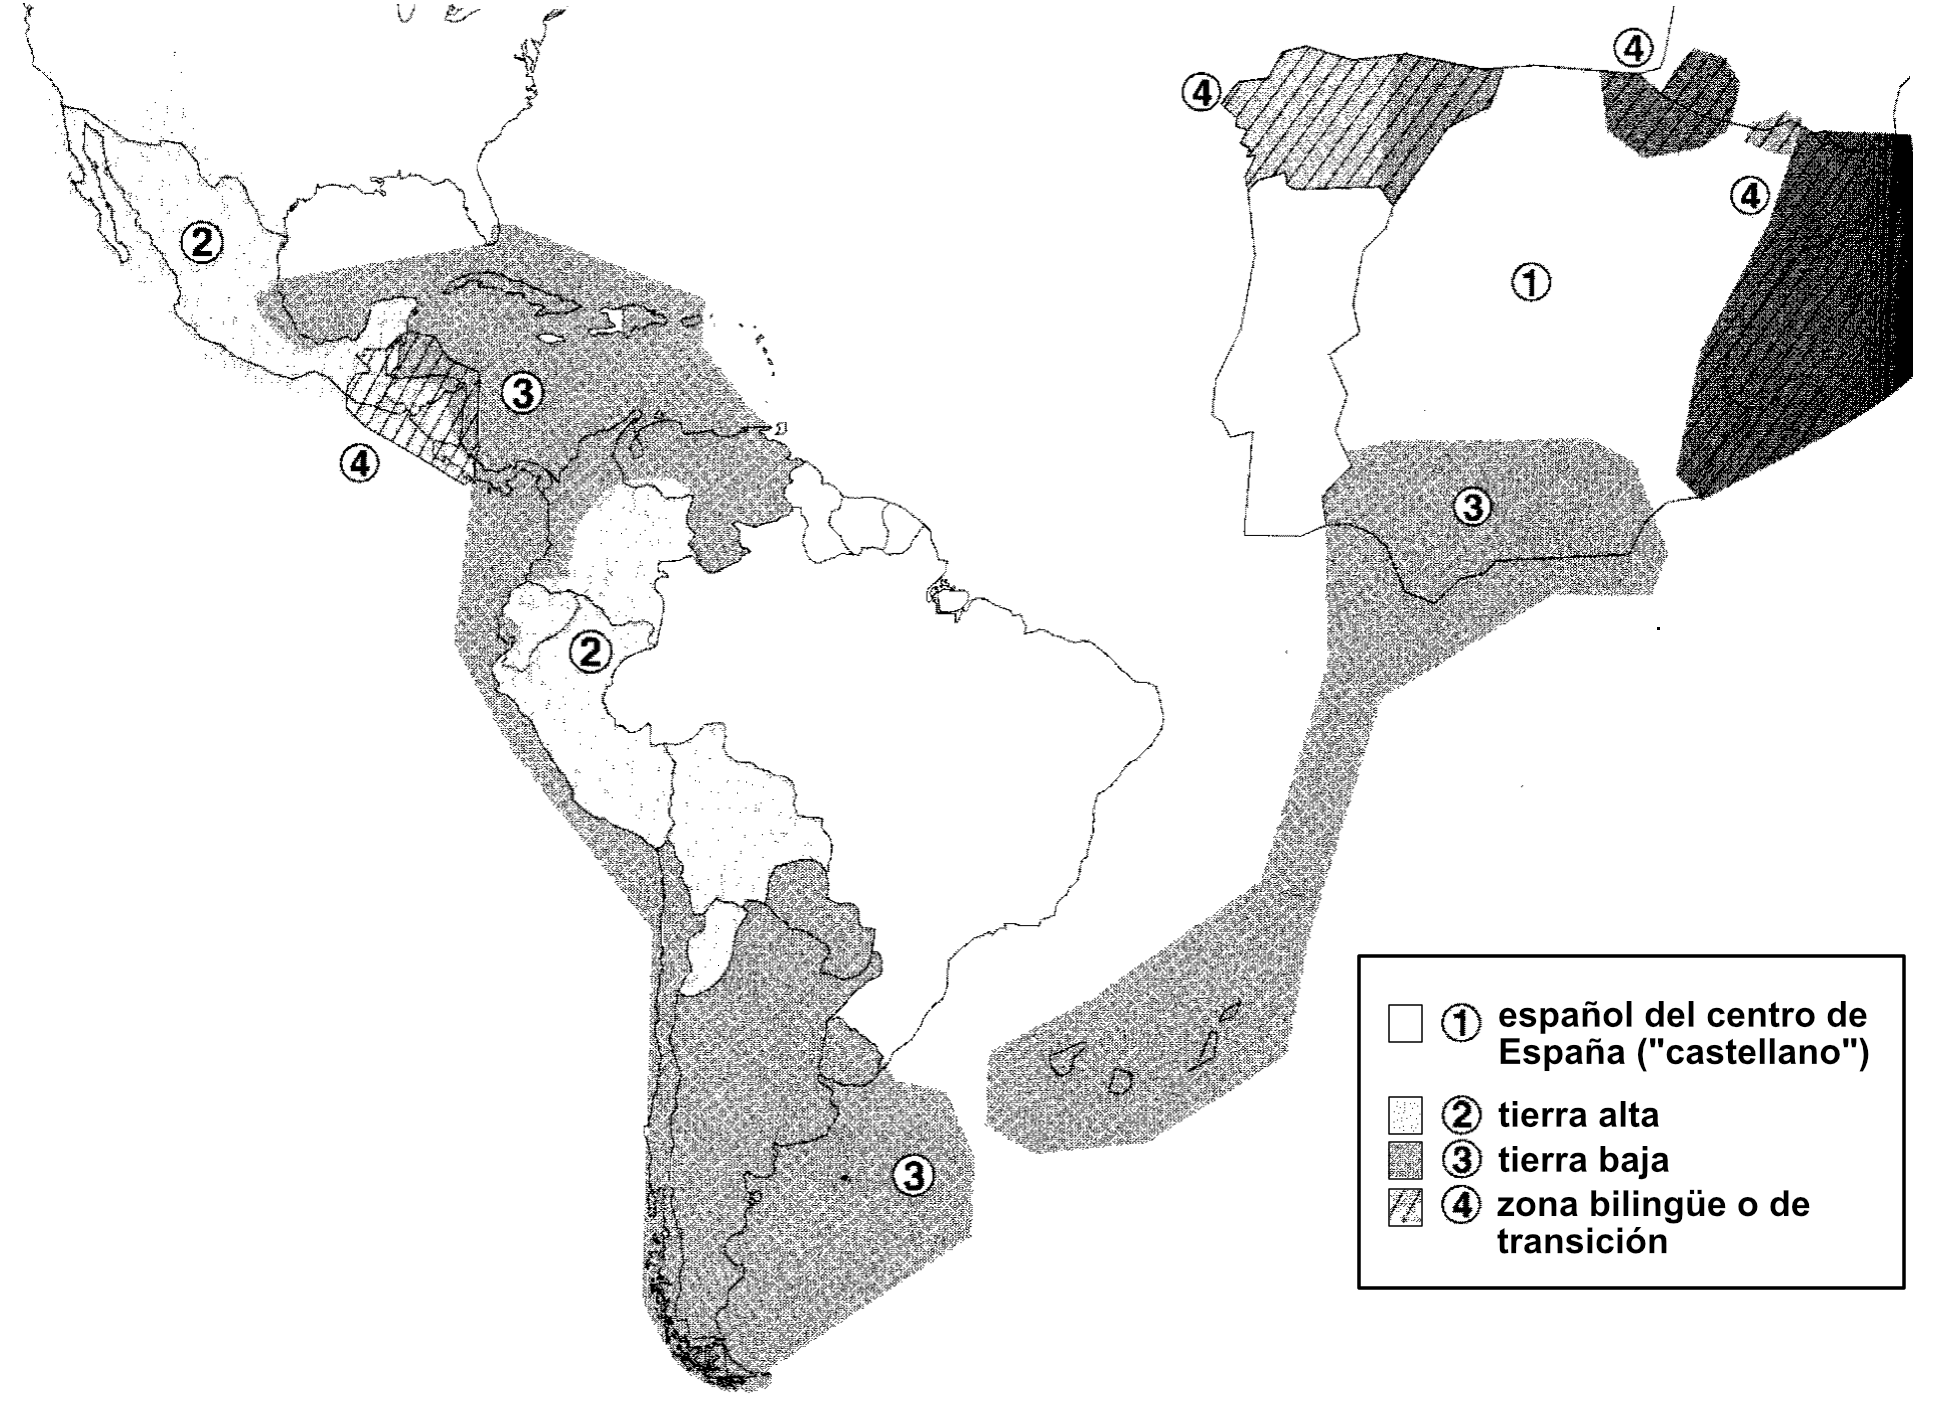 4
4
4
2
1
3
4
3
2
3
1 español del centro de
España ("castellano")
2 tierra alta
3 tierra baja
4 zona bilingüe o de
transición